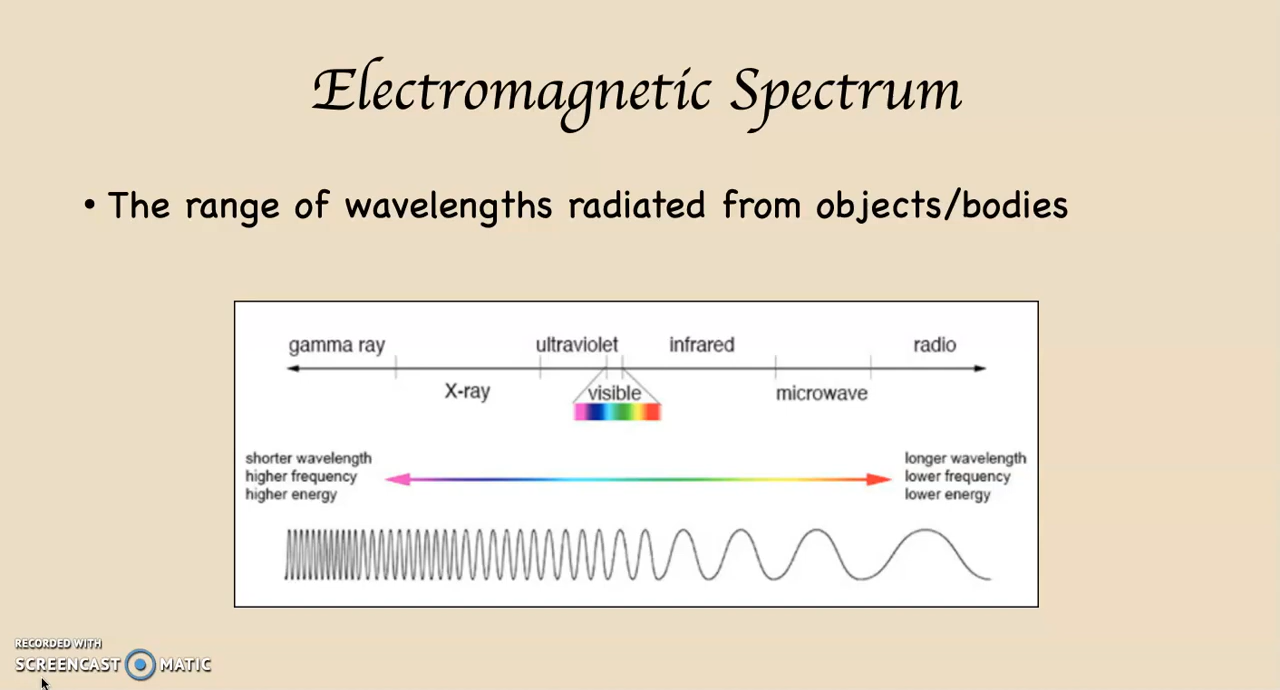 Electromagnetic Spectrum
• The range of wavelengths radiated from objects/bodies
gamma ray ultraviolet infrared radio
X-ray visible microwave
shorter wavelength
higher frequency
higher energy
longer wavelength
lower frequency
lower energy
RECORDED WITH
SCREENCAST MATIC